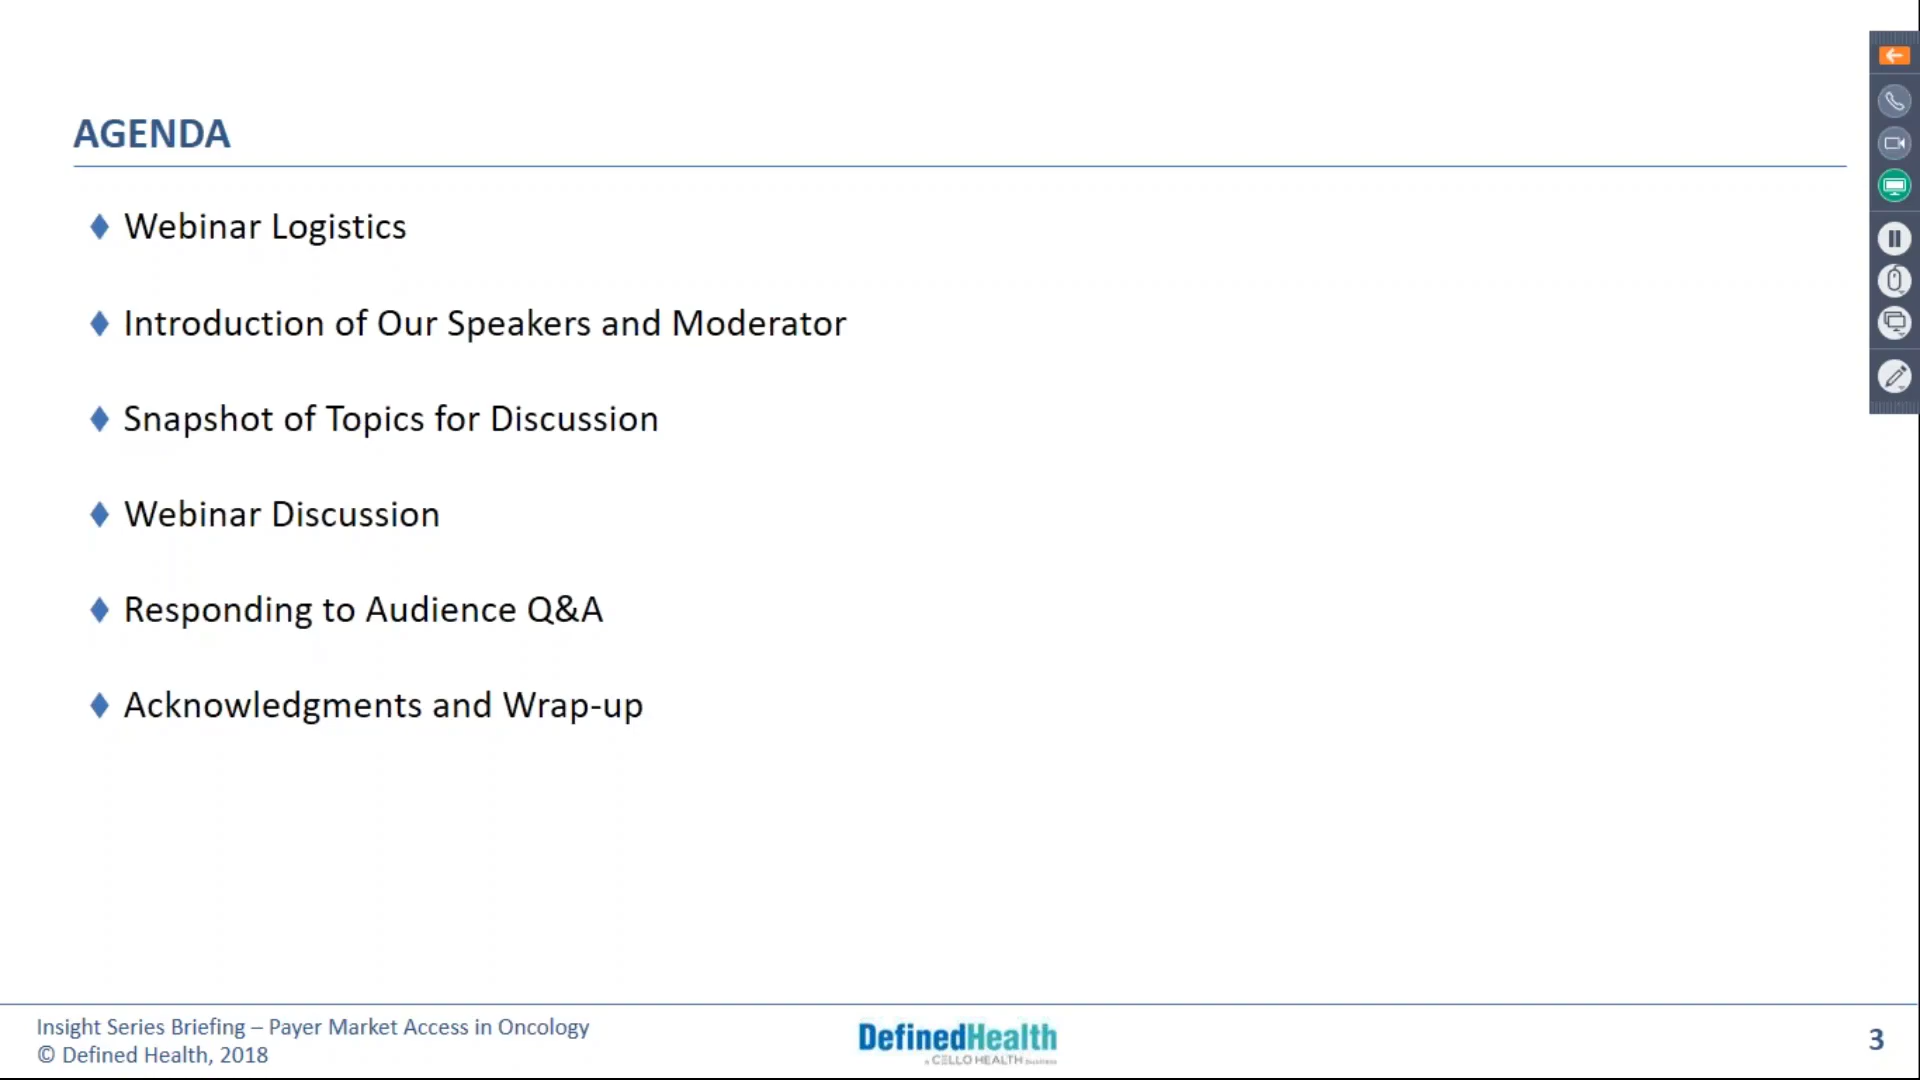 AGENDA
Webinar Logistics
Introduction of Our Speakers and Moderator
Snapshot of Topics for Discussion
Webinar Discussion
Responding to Audience Q&A
Acknowledgments and Wrap-up
Insight Series Briefing – Payer Market Access in Oncology
© Defined Health, 2018
DefinedHealth
a CELLO HEALTH business
3